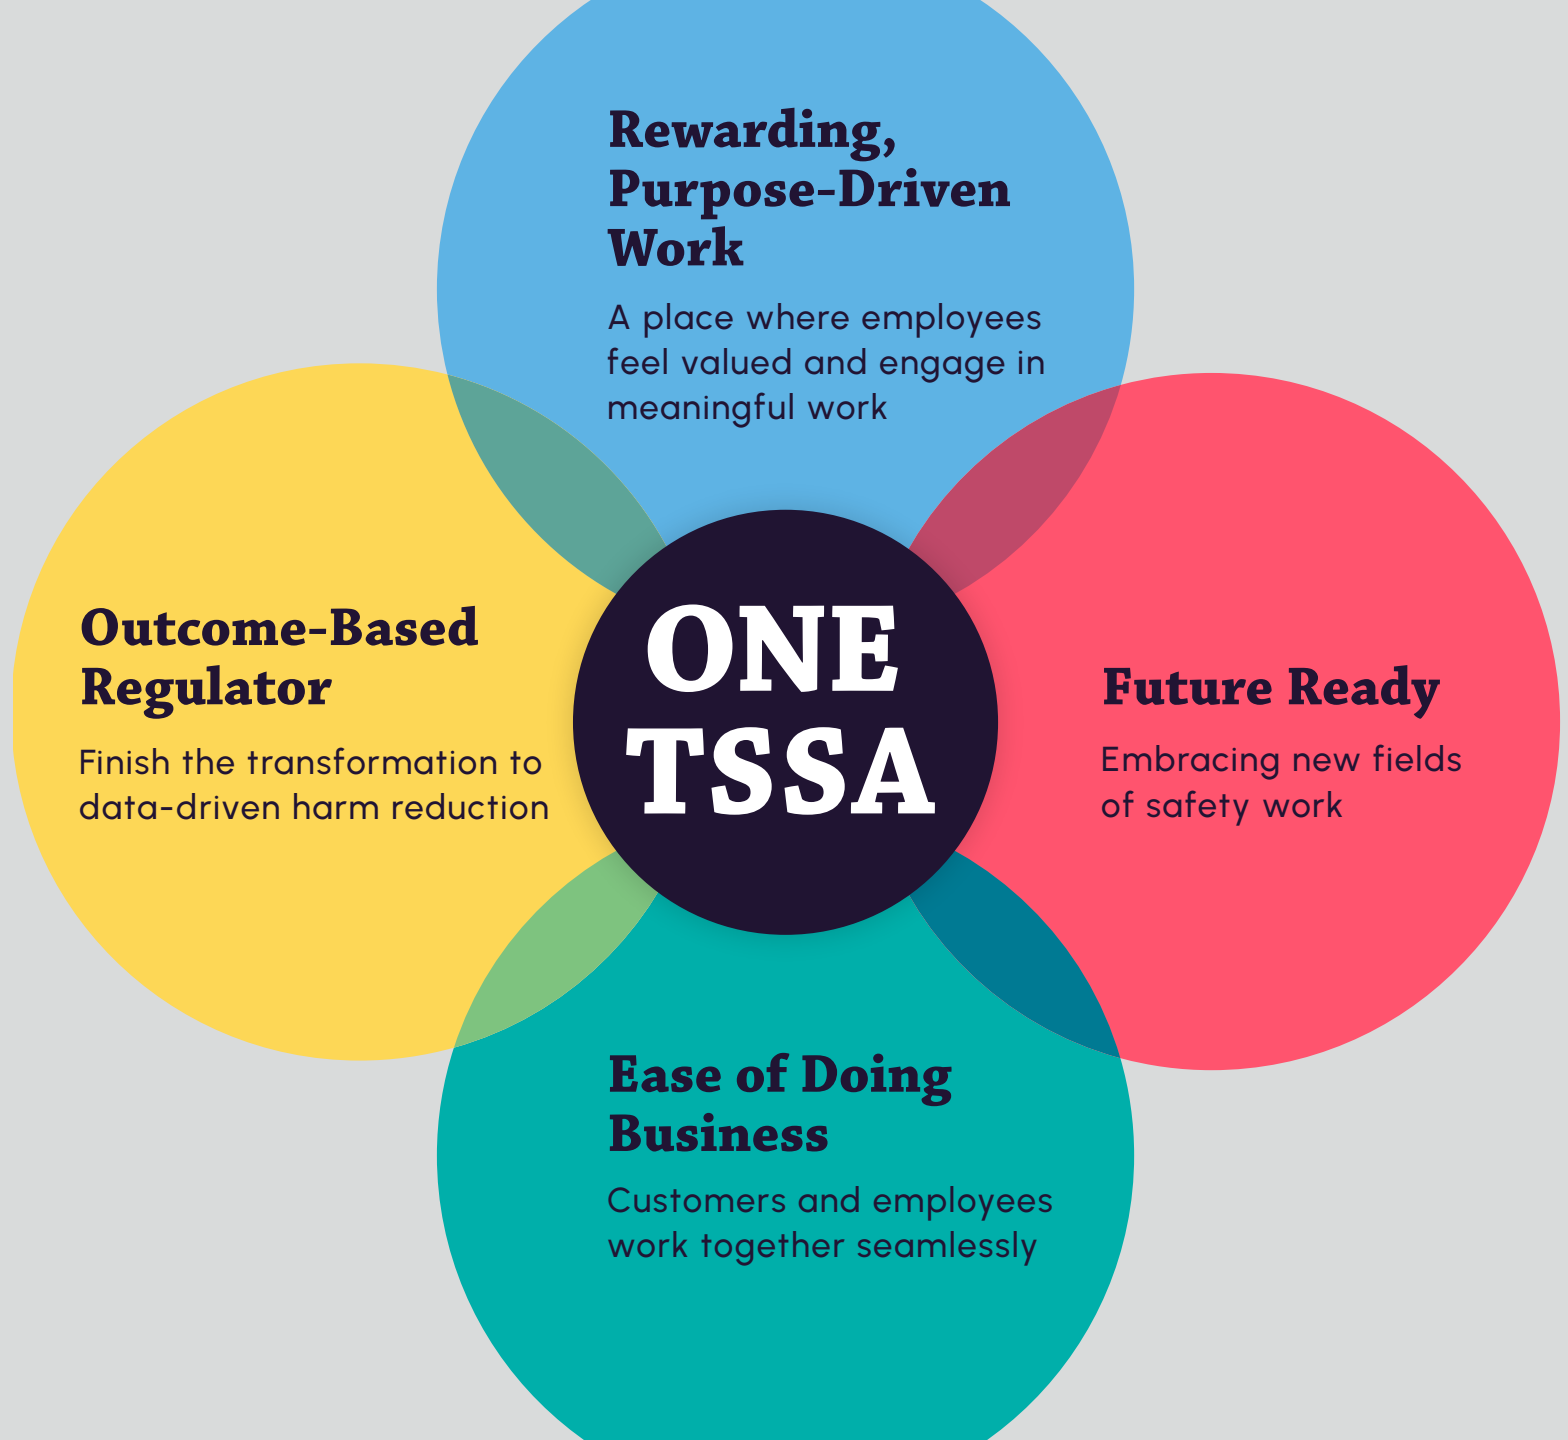 Rewarding,
Purpose-Driven
Work
A place where employees
feel valued and engage in
meaningful work
Outcome-Based
Regulator
Finish the transformation to
data-driven harm reduction
ONE
TSSA
Future Ready
Embracing new fields
of safety work
Ease of Doing
Business
Customers and employees
work together seamlessly